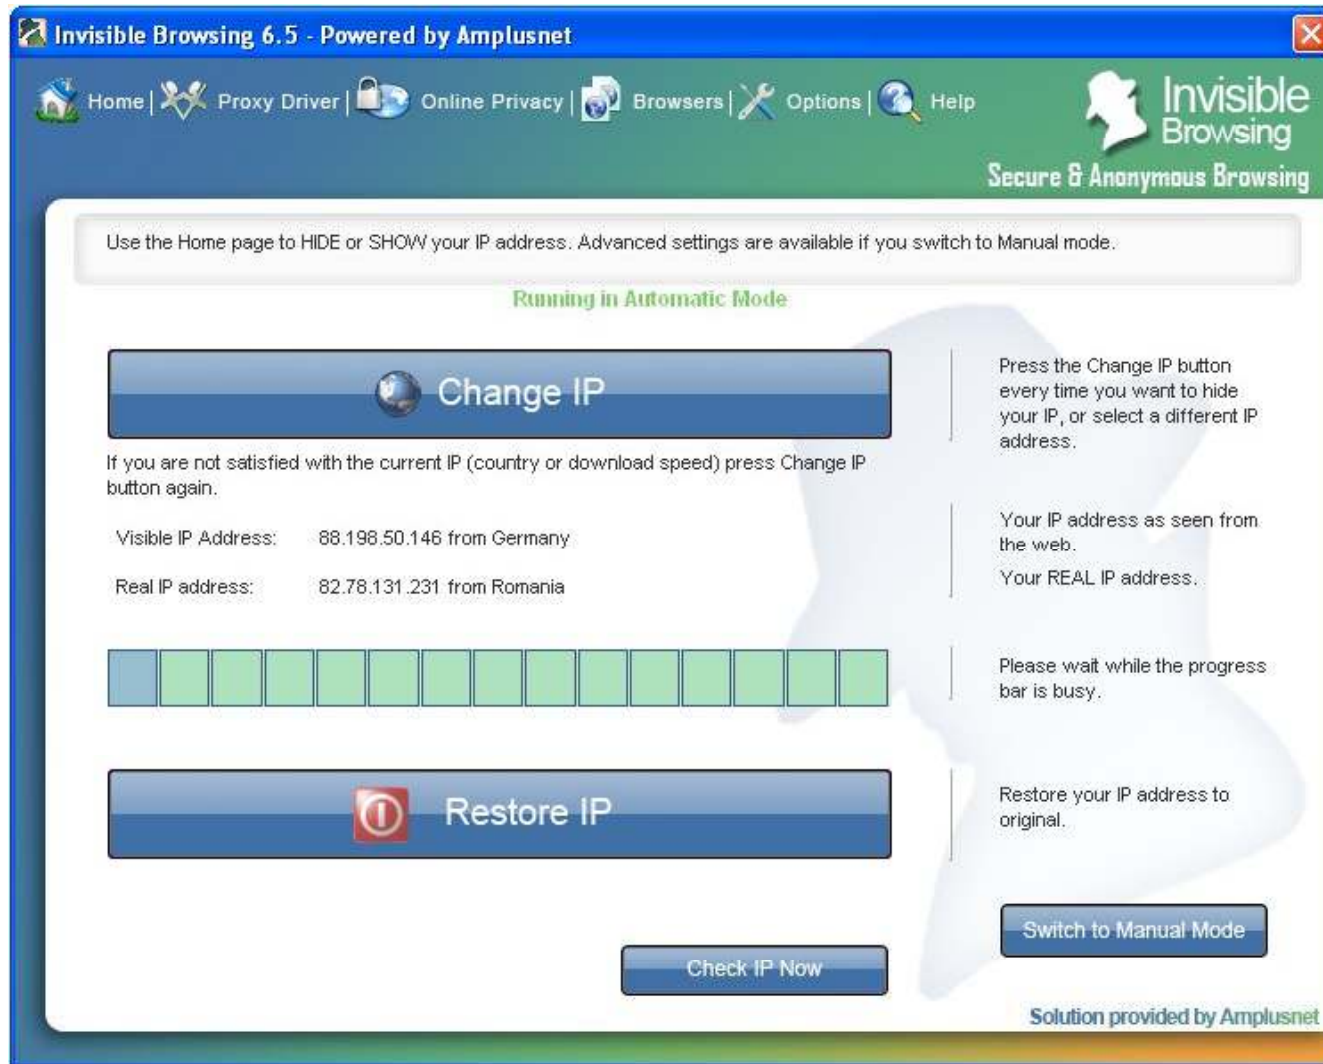 Invisible Browsing 6.5 - Powered by Amplusnet
Home | Proxy Driver | Online Privacy | Browsers | Options | Help
Invisible
Browsing
Secure & Anonymous Browsing
Use the Home page to HIDE or SHOW your IP address. Advanced settings are available if you switch to Manual mode.
Running in Automatic Mode
Change IP
Press the Change IP button
every time you want to hide
your IP, or select a different IP
address.
If you are not satisfied with the current IP (country or download speed) press Change IP
button again.
Visible IP Address: 88.198.50.146 from Germany
Your IP address as seen from
the web.
Real IP address: 82.78.131.231 from Romania
Your REAL IP address.
Please wait while the progress
bar is busy.
Restore IP
Restore your IP address to
original.
Switch to Manual Mode
Check IP Now
Solution provided by Amplusnet